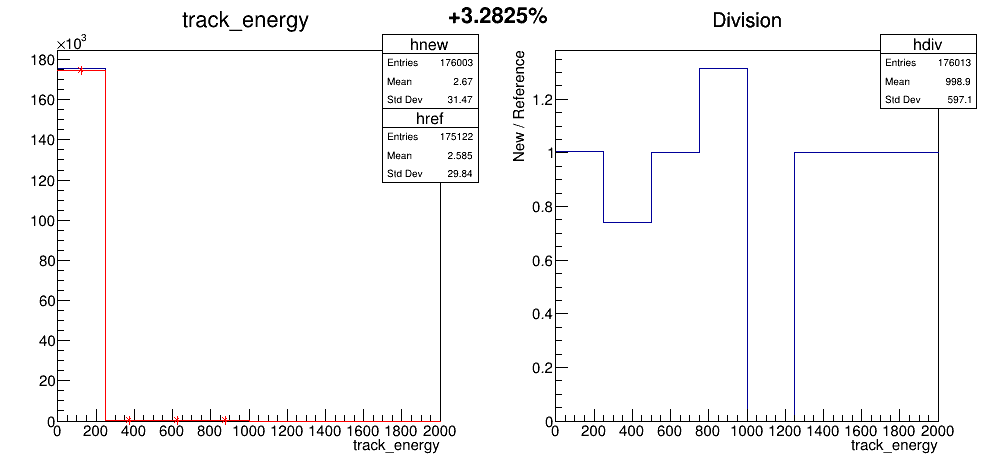 +3.2825%
track_energy
×10³
hnew
Entries 176003
Mean 2.67
Std Dev 31.47
href
Entries 175122
Mean 2.585
Std Dev 29.84
180
160
140
120
100
80
60
40
20
0
0 200 400 600 800 1000 1200 1400 1600 1800 2000
track_energy
Division
hdiv
Entries 176013
Mean 998.9
Std Dev 597.1
New / Reference
1.2
1
0.8
0.6
0.4
0.2
0
0 200 400 600 800 1000 1200 1400 1600 1800 2000
track_energy